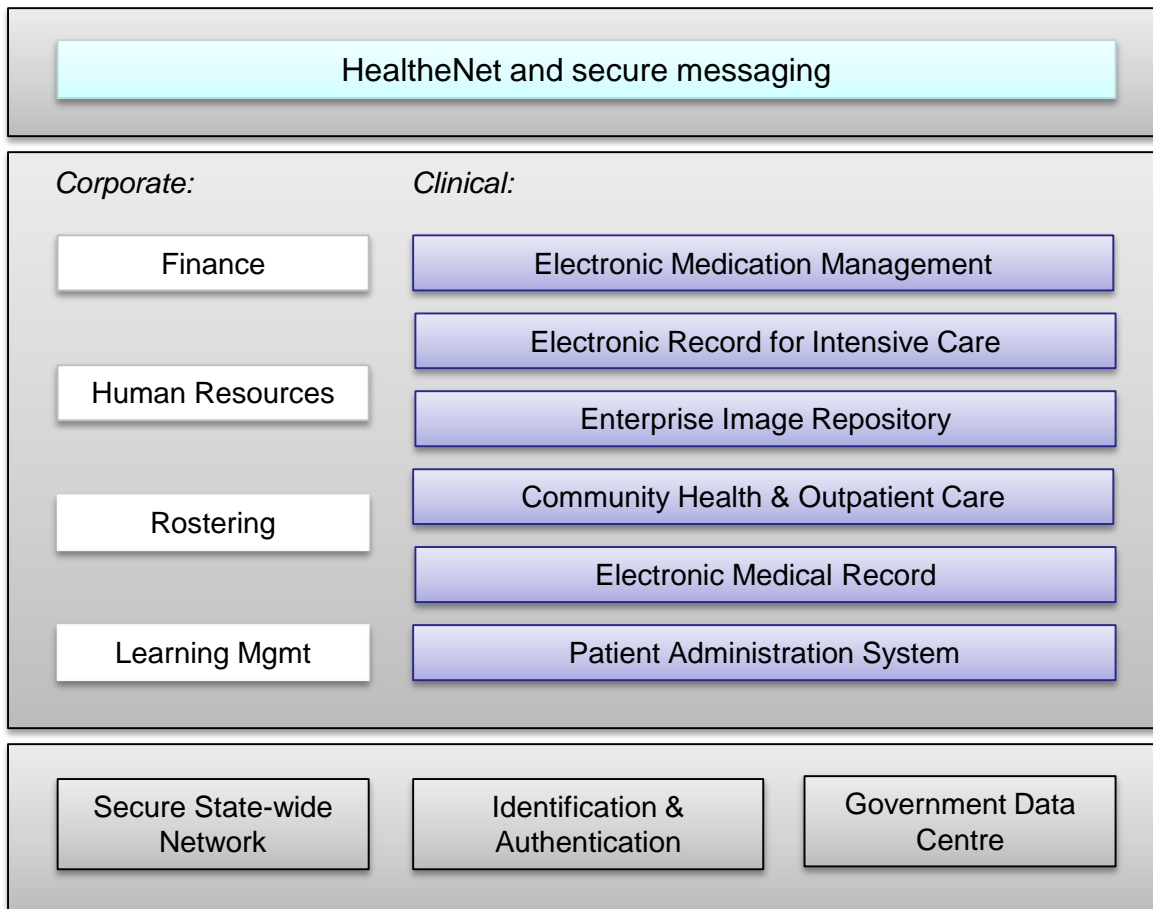 HealtheNet and secure messaging
Corporate:
Finance
Human Resources
Rostering
Learning Mgmt
Clinical:
Electronic Medication Management
Electronic Record for Intensive Care
Enterprise Image Repository
Community Health & Outpatient Care
Electronic Medical Record
Patient Administration System
Secure State-wide
Network
Identification &
Authentication
Government Data
Centre